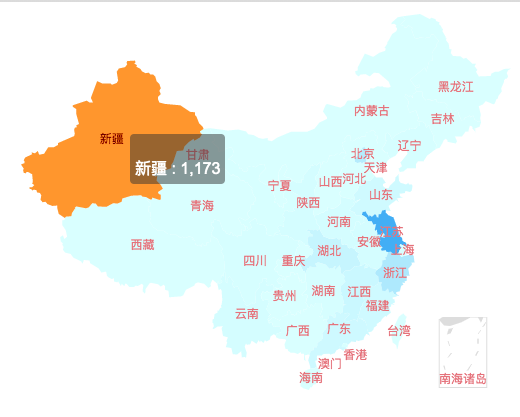 黑龙江
内蒙古
吉林
新疆
辽宁
北京
甘肃
天津
新疆 : 1,173
河北
山西
宁夏
山东
陕西
青海
河南
江苏
安徽
西藏
上海
湖北
四川
重庆
浙江
湖南
江西
贵州
福建
云南
广西
广东
台湾
香港
澳门
海南
南海诸岛